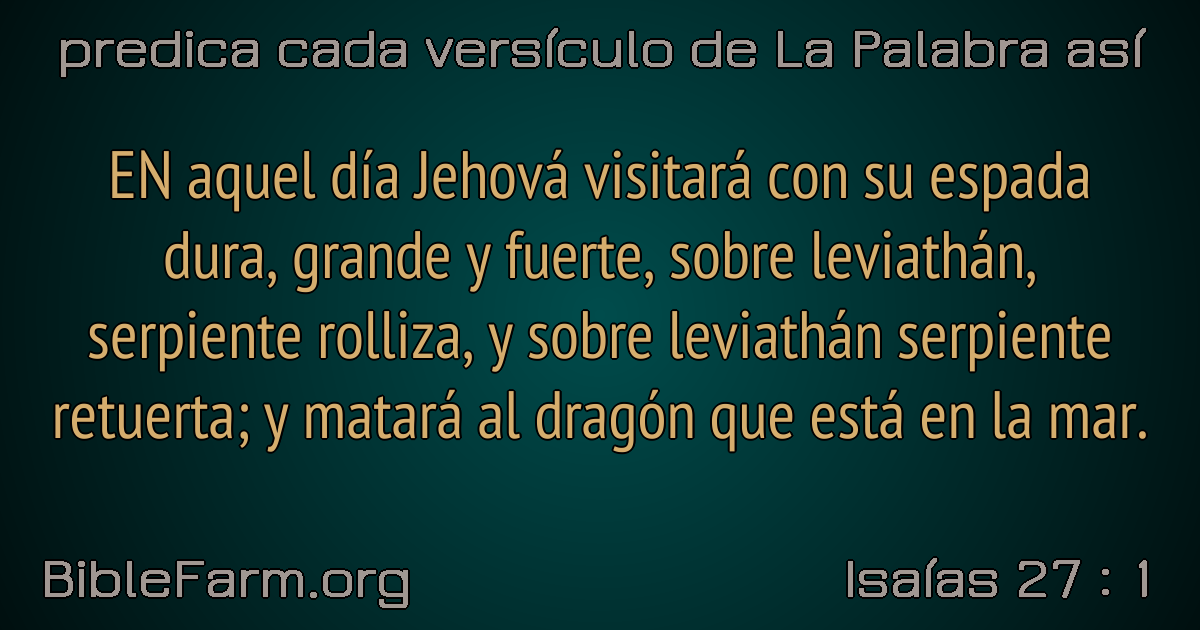 predica cada versículo de La Palabra así
EN aquel día Jehová visitará con su espada
dura, grande y fuerte, sobre leviathán,
serpiente rolliza, y sobre leviathán serpiente
retuerta; y matará al dragón que está en la mar.
BibleFarm.org
Isaías 27 : 1